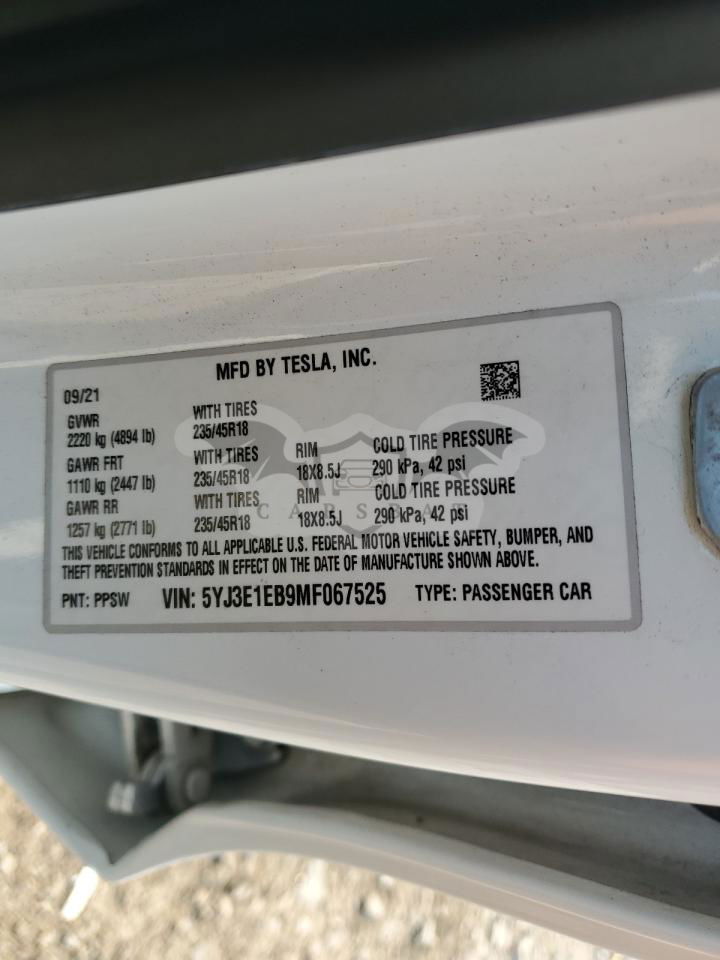 MFD BY TESLA, INC.
09/21
GVWR WITH TIRES
2220 kg (4894 lb) 235/45R18
GAWR FRT WITH TIRES RIM COLD TIRE PRESSURE
1110 kg (2447 lb) 235/45R18 18X8.5J 290 kPa, 42 psi
GAWR RR WITH TIRES RIM COLD TIRE PRESSURE
1257 kg (2771 lb) 235/45R18 18X8.5J 290 kPa, 42 psi
CARSBAT
THIS VEHICLE CONFORMS TO ALL APPLICABLE U.S. FEDERAL MOTOR VEHICLE SAFETY, BUMPER, AND
THEFT PREVENTION STANDARDS IN EFFECT ON THE DATE OF MANUFACTURE SHOWN ABOVE.
PNT: PPSW VIN: 5YJ3E1EB9MF067525 TYPE: PASSENGER CAR